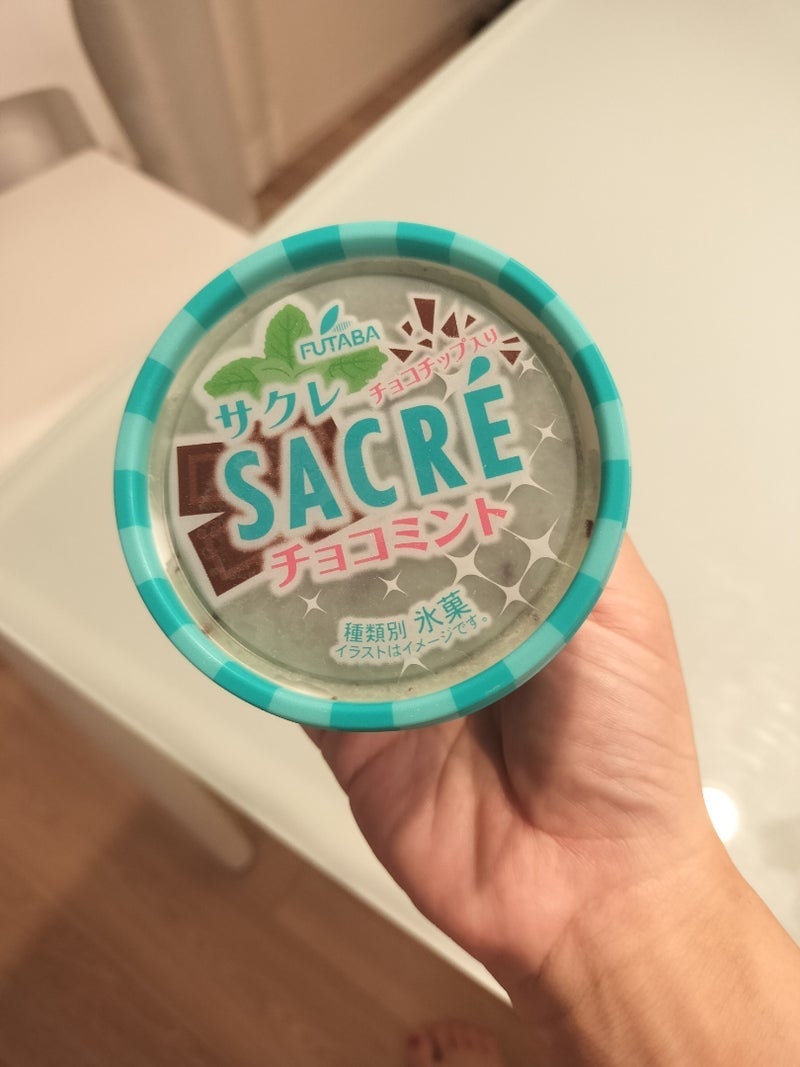 FUTABA
チョコチップ入り
サクレ
SACRÉ
チョコミント
種類別 氷菓
イラストはイメージです。